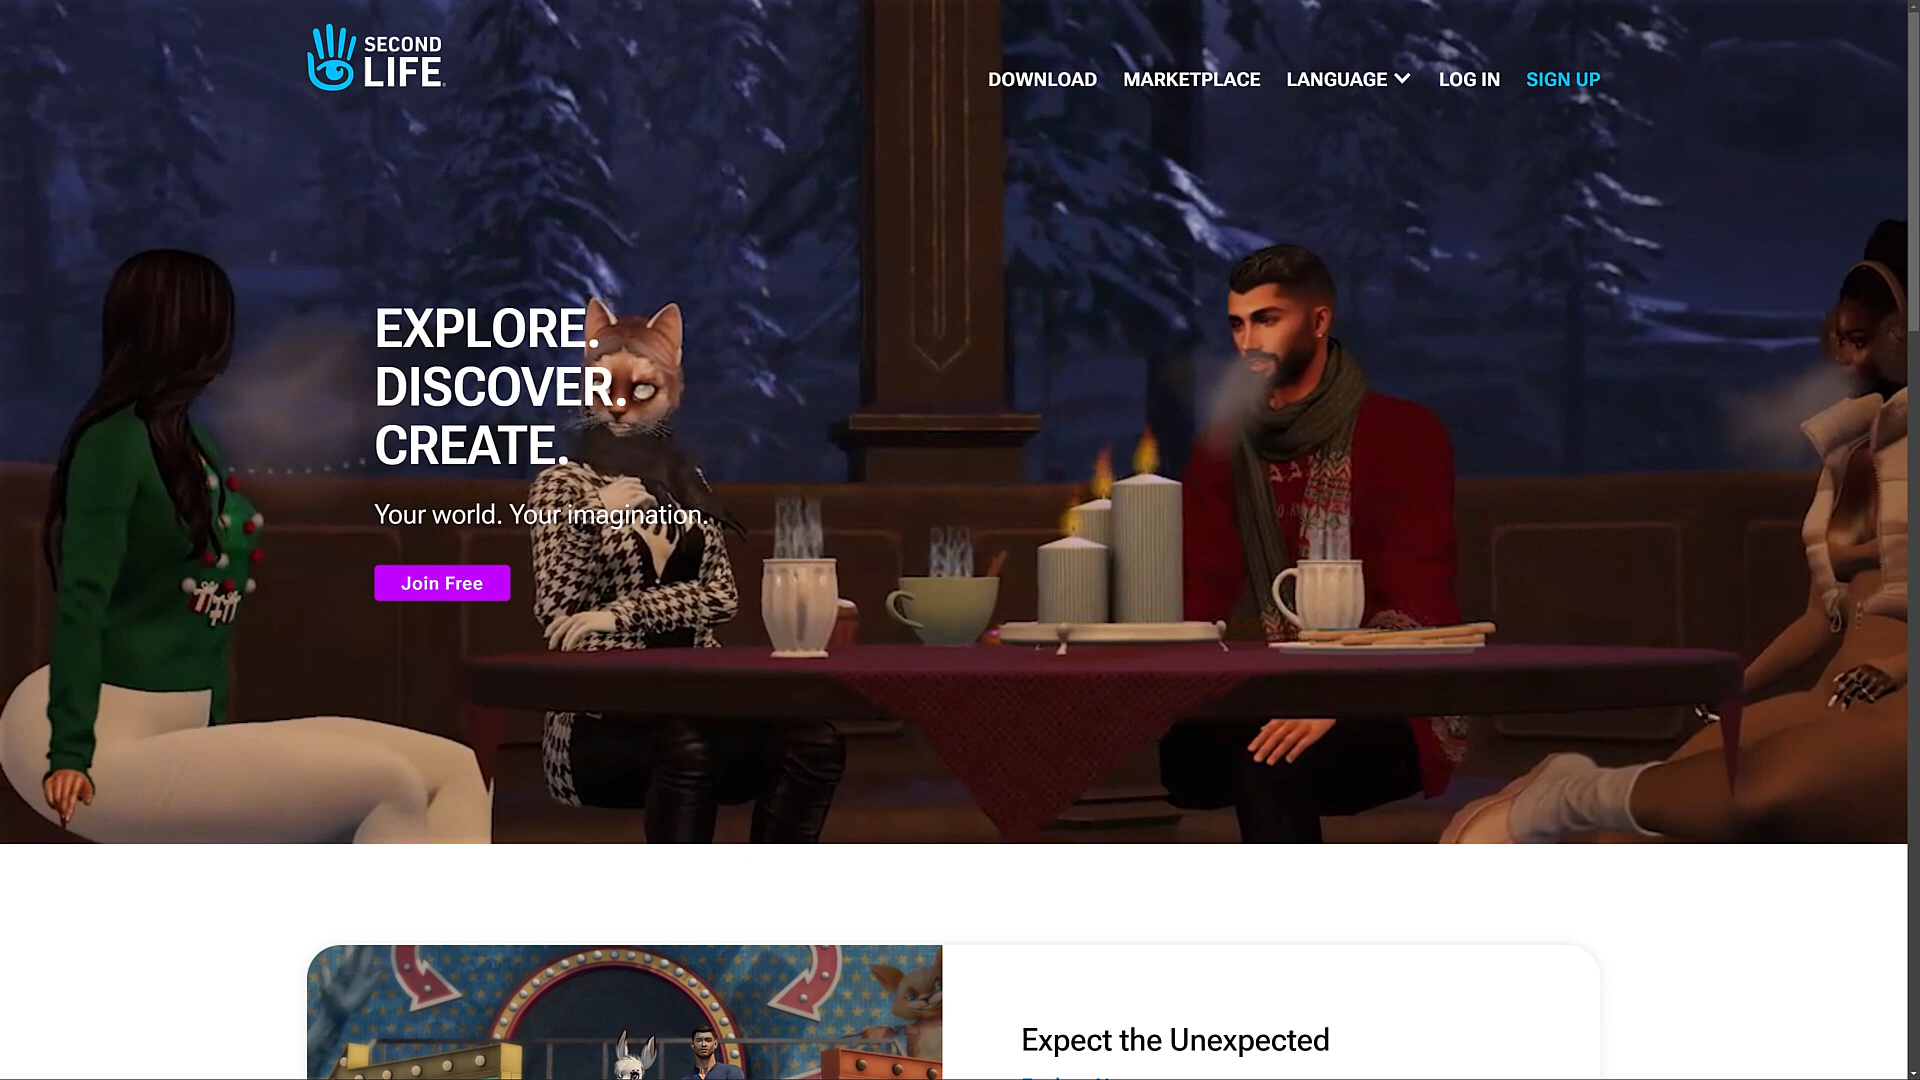 SECOND
LIFE
DOWNLOAD
MARKETPLACE
LANGUAGE
LOG IN
SIGN UP
EXPLORE.
DISCOVER.
CREATE.
Your world. Your imagination.
Join Free
Expect the Unexpected